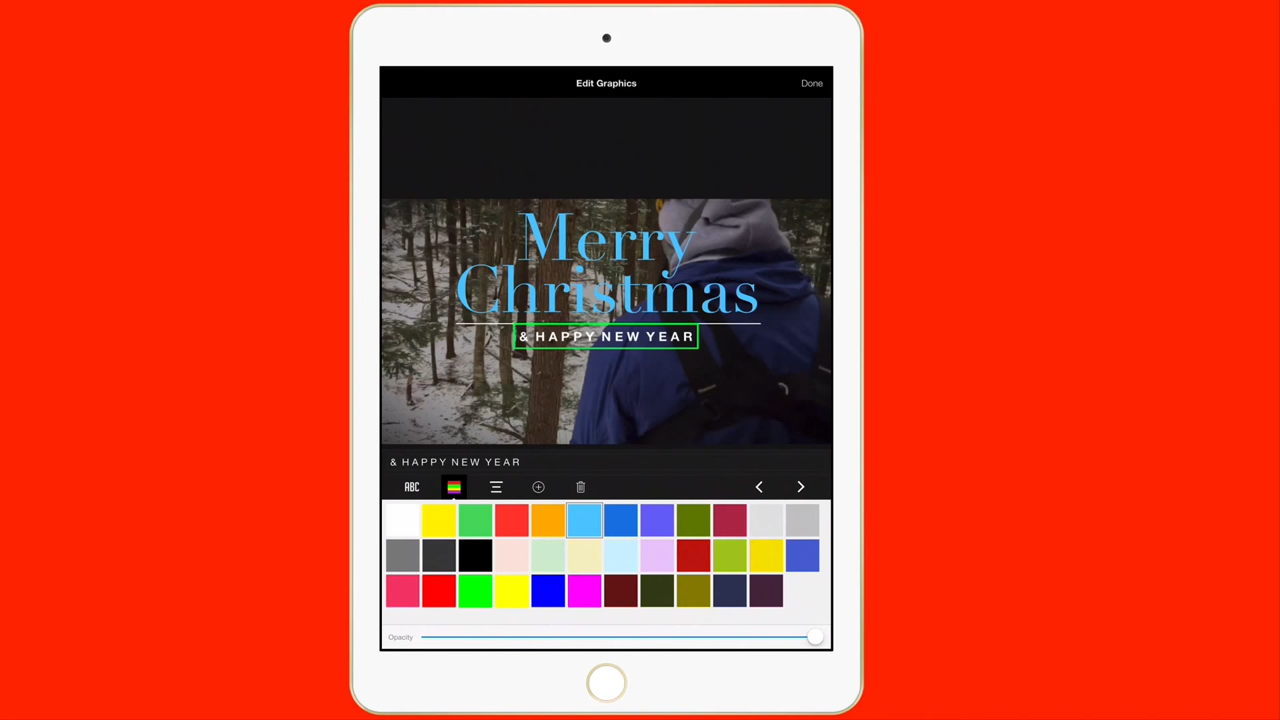 Edit Graphics
Done
Merry
Christmas
& HAPPY NEW YEAR
& HAPPY NEW YEAR
ABC
Opacity